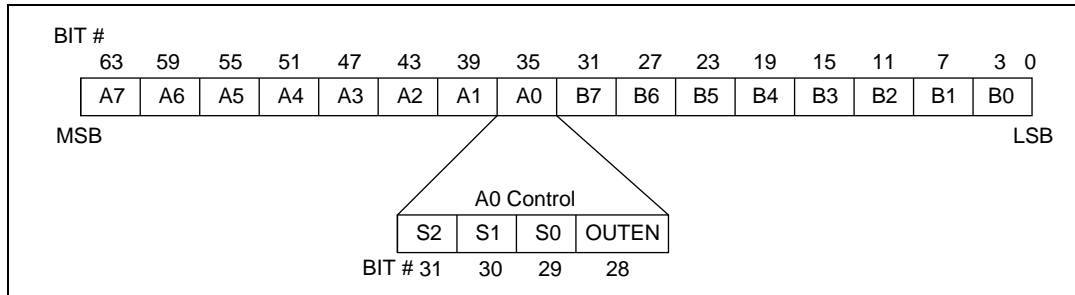 BIT #
63 59 55 51 47 43 39 35 31 27 23 19 15 11 7 3 0
A7 A6 A5 A4 A3 A2 A1 A0 B7 B6 B5 B4 B3 B2 B1 B0
MSB LSB
A0 Control
S2 S1 S0 OUTEN
BIT # 31 30 29 28